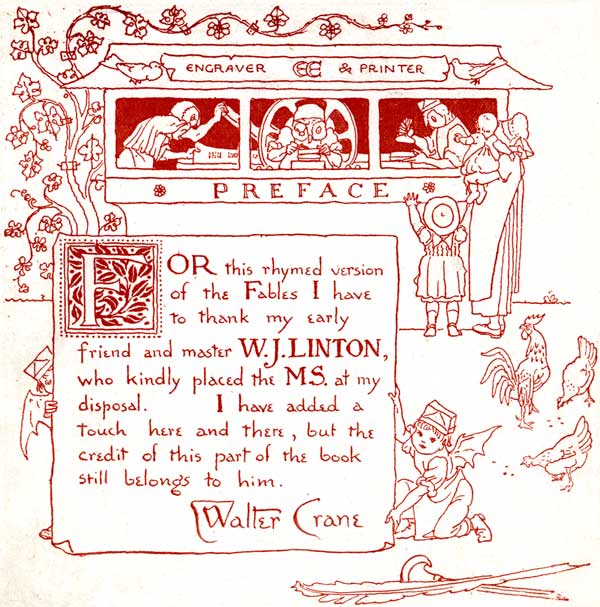 ENGRAVER EE & PRINTER
PREFACE
FOR this rhymed version
of the Fables I have
to thank my early
friend and master W.J.LINTON,
who kindly placed the MS. at my
disposal. I have added a
touch here and there, but the
credit of this part of the book
still belongs to him.
Walter Crane